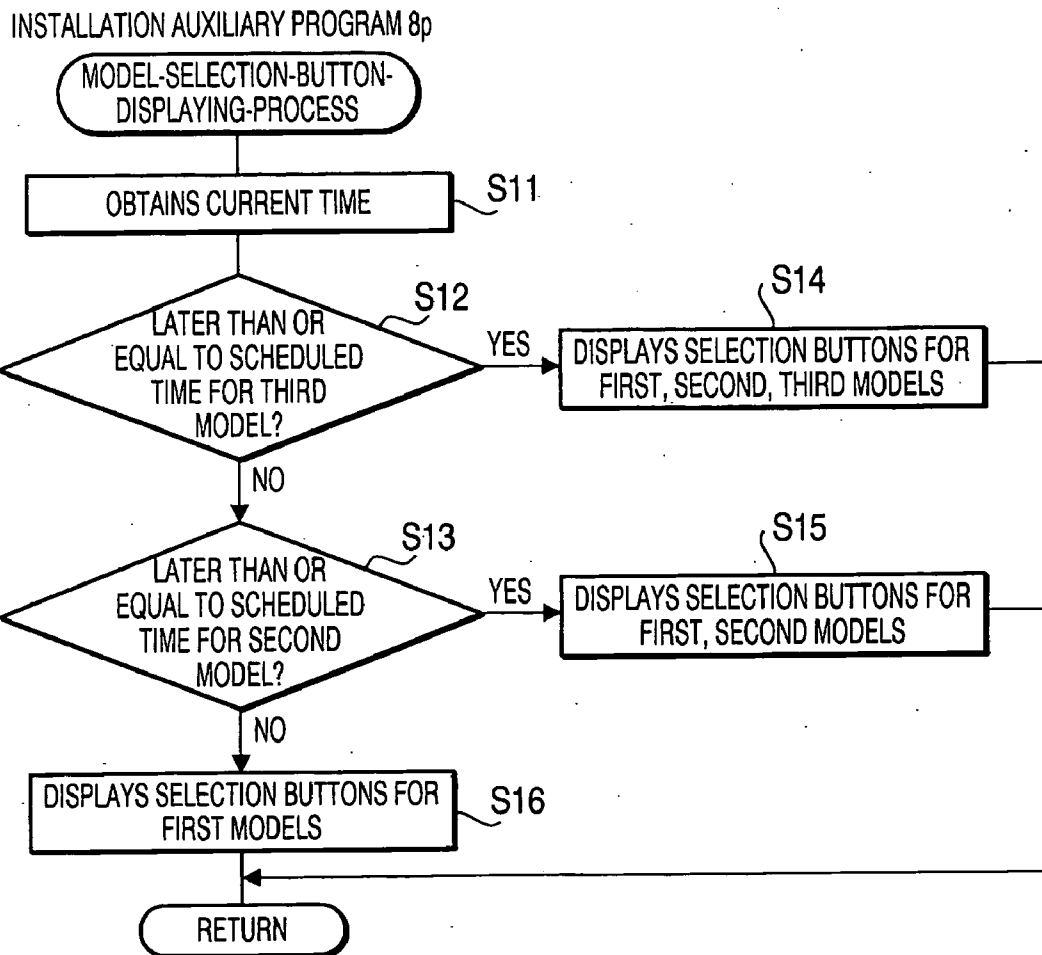 INSTALLATION AUXILIARY PROGRAM 8p
MODEL-SELECTION-BUTTON-
DISPLAYING-PROCESS
OBTAINS CURRENT TIME
S11
LATER THAN OR
EQUAL TO SCHEDULED
TIME FOR THIRD
MODEL?
S12
YES
S14
DISPLAYS SELECTION BUTTONS FOR
FIRST, SECOND, THIRD MODELS
NO
LATER THAN OR
EQUAL TO SCHEDULED
TIME FOR SECOND
MODEL?
S13
YES
S15
DISPLAYS SELECTION BUTTONS FOR
FIRST, SECOND MODELS
NO
DISPLAYS SELECTION BUTTONS FOR
FIRST MODELS
S16
RETURN